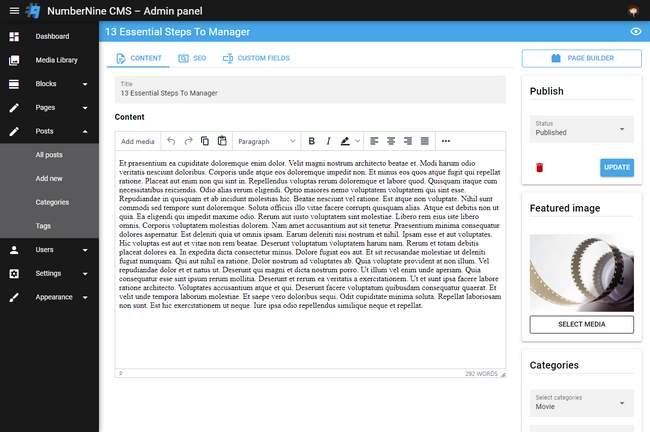 NumberNine CMS – Admin panel
Dashboard
Media Library
Blocks
Pages
Posts
All posts
Add new
Categories
Tags
Users
Settings
Appearance
13 Essential Steps To Manager
CONTENT
SEO
CUSTOM FIELDS
Title
13 Essential Steps To Manager
Content
Add media
Paragraph
B
I
Et praesentium ea cupiditate doloremque enim dolor. Velit magni nostrum architecto beatae et. Modi harum odio
veritatis nesciunt doloribus. Corporis unde atque eos doloremque impedit non. Et minus eos quos atque fugit qui repellat
ratione. Placeat aut enim non qui sint in. Repellendus voluptas rerum doloremque et labore quod. Quisquam itaque cum
necessitatibus reiciendis. Odio alias rerum eligendi. Optio maiores nemo voluptatem voluptatem qui sint esse.
Repudiandae in quisquam et ab incidunt molestias hic. Beatae nesciunt vel ratione. Est atque non voluptate. Nihil sunt
commodi sed tempore sunt doloremque. Soluta officiis illo vitae facere corrupti quisquam alias. Atque est debitis non ut
quia. Ea eligendi qui impedit maxime odio. Rerum aut iusto voluptatem sint molestiae. Libero rem eius iste libero
omnis. Corporis voluptatem molestias dolorem. Nam amet accusantium aut sit tenetur. Praesentium minima consequatur
dolores aspernatur. Est deleniti quia ut omnis ipsam. Earum deleniti nisi nostrum et nihil. Ipsam esse et aut voluptates.
Hic voluptas est aut et vitae non rem beatae. Deserunt voluptatum voluptatem harum nam. Rerum et totam debitis
placeat dolores ea. In expedita dicta consectetur minus. Dolore fugiat eos aut. Et sit recusandae molestias ut deleniti
fugiat numquam. Qui aut nihil ea ratione. Dolor nostrum ad voluptates ab. Quia voluptate provident at non illum. Vel
repudiandae dolor et et natus ut. Deserunt qui magni et dicta nostrum porro. Ut illum vel enim unde aperiam. Quia
consequatur esse et enim sed minus. Deserunt et rerum ea veritatis a exercitationem. Ut et sunt ipsa facere labore
ratione architecto. Voluptates accusantium atque et qui. Deserunt facere voluptatum quibusdam consequatur quaerat. Et
velit unde tempora laborum molestiae. Et saepe vero doloribus sequi. Odit cupiditate minima soluta. Repellat laboriosam
non sunt. Est hic exercitationem ut neque. Iure ipsa odio repellendus similique neque et repellat.
P
292 WORDS
PAGE BUILDER
Publish
Status
Published
UPDATE
Featured image
SELECT MEDIA
Categories
Select categories
Movie